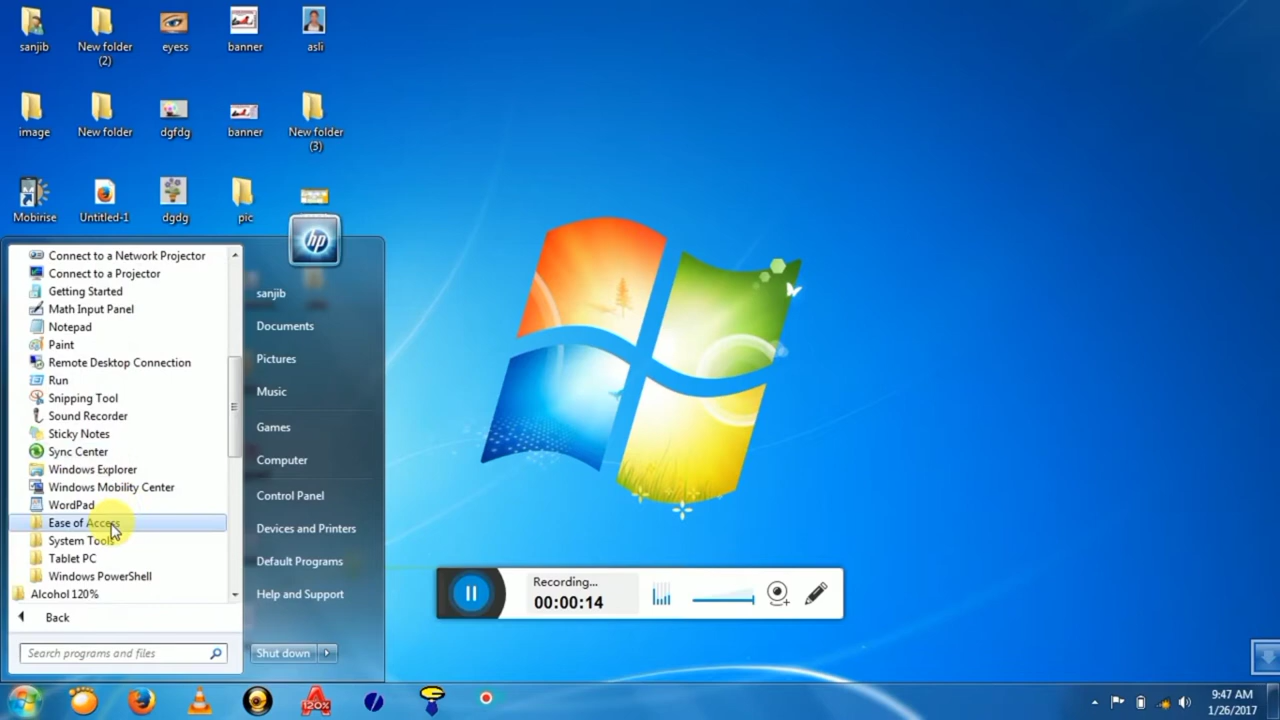 sanjib
New folder
(2)
eyess
banner
asli
image
New folder
dgfdg
banner
New folder
(3)
Mobirise
Untitled-1
dgdg
pic
hp
Connect to a Network Projector
Connect to a Projector
Getting Started
Math Input Panel
Notepad
Paint
Remote Desktop Connection
Run
Snipping Tool
Sound Recorder
Sticky Notes
Sync Center
Windows Explorer
Windows Mobility Center
WordPad
Ease of Access
System Tools
Tablet PC
Windows PowerShell
Alcohol 120%
Back
Search programs and files
sanjib
Documents
Pictures
Music
Games
Computer
Control Panel
Devices and Printers
Default Programs
Help and Support
Shut down
Recording...
00:00:14
120%
9:47 AM
1/26/2017